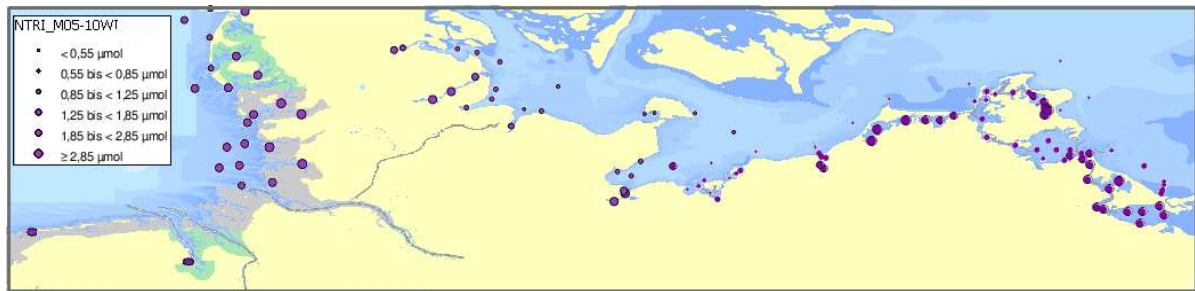 NTRI_M05-10WT
< 0,55 µmol
0,55 bis < 0,85 µmol
0,85 bis < 1,25 µmol
1,25 bis < 1,85 µmol
1,85 bis < 2,85 µmol
≥ 2,85 µmol